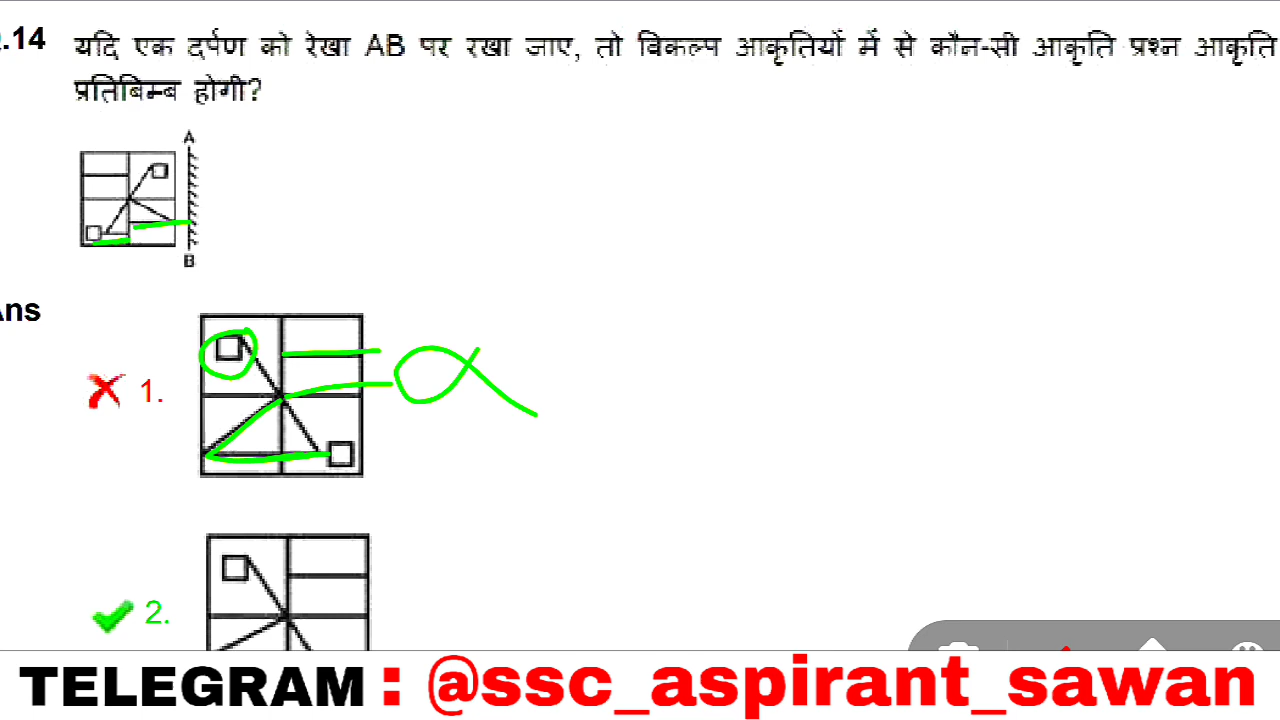 .14 यदि एक दर्पण को रेखा AB पर रखा जाए, तो विकल्प आकृतियों में से कौन-सी आकृति प्रश्न आकृति
प्रतिबिम्ब होगी?
A
B
Ans
1.
2.
TELEGRAM : @ssc_aspirant_sawan